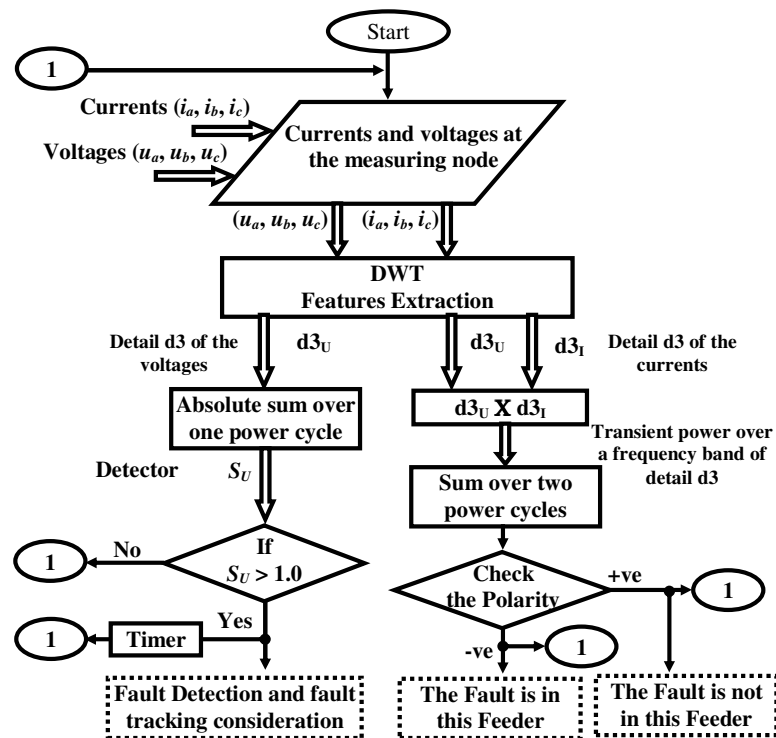 Start
1
Currents (ia, ib, ic)
Voltages (ua, ub, uc)
Currents and voltages at
the measuring node
(ua, ub, uc)
(ia, ib, ic)
DWT
Features Extraction
Detail d3 of the
voltages
d3U
d3U
d3I
Detail d3 of the
currents
Absolute sum over
one power cycle
d3U X d3I
Transient power over
a frequency band of
detail d3
Detector
SU
Sum over two
power cycles
1
No
If
SU > 1.0
Check
the Polarity
+ve
1
1
Timer
Yes
-ve
1
Fault Detection and fault
tracking consideration
The Fault is in
this Feeder
The Fault is not
in this Feeder